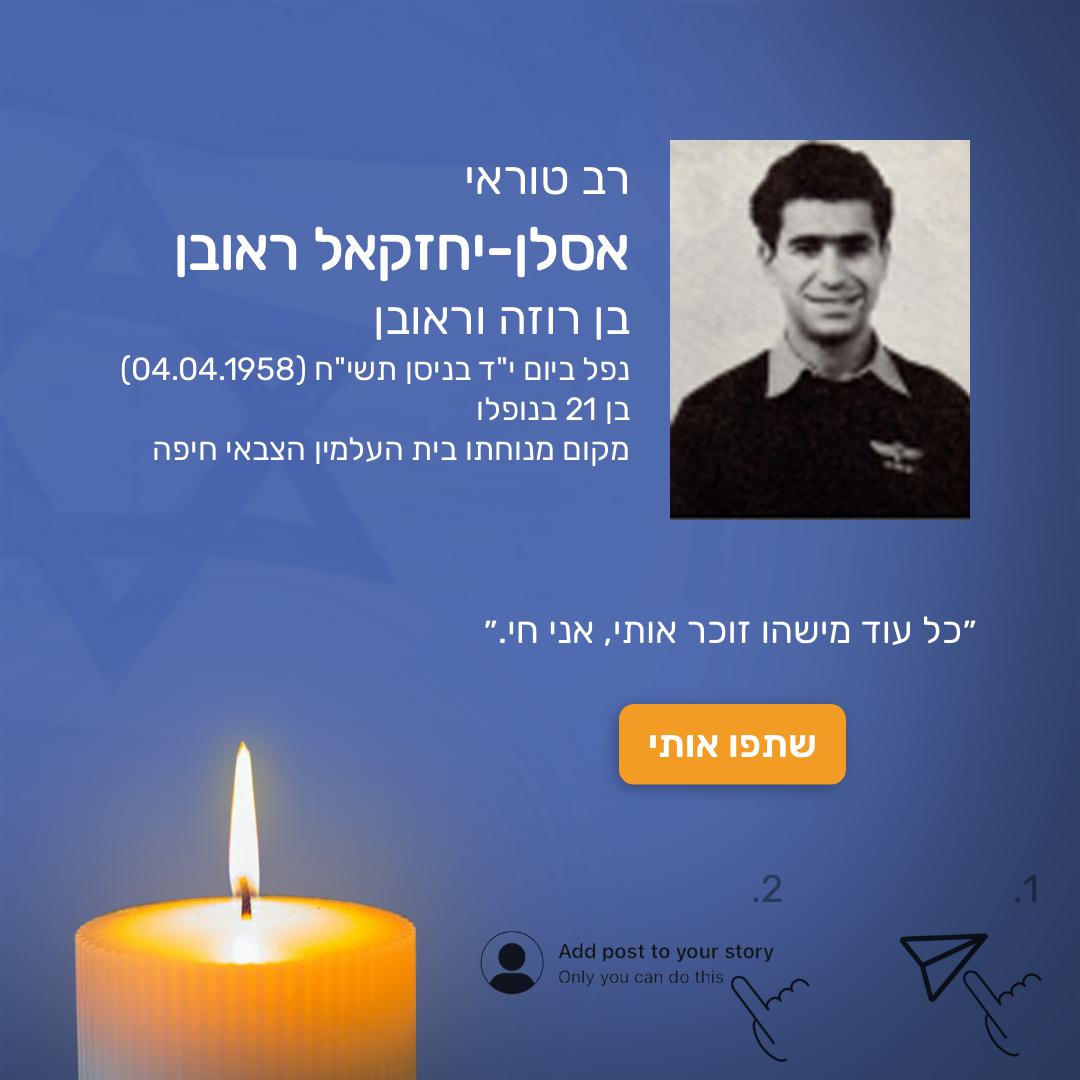 רב טוראי
אסלן-יחזקאל ראובן
בן רוזה וראובן
נפל ביום י"ד בניסן תשי"ח (04.04.1958)
בן 21 בנופלו
מקום מנוחתו בית העלמין הצבאי חיפה
״כל עוד מישהו זוכר אותי, אני חי.״
שתפו אותי
1.
2.
Add post to your story
Only you can do this